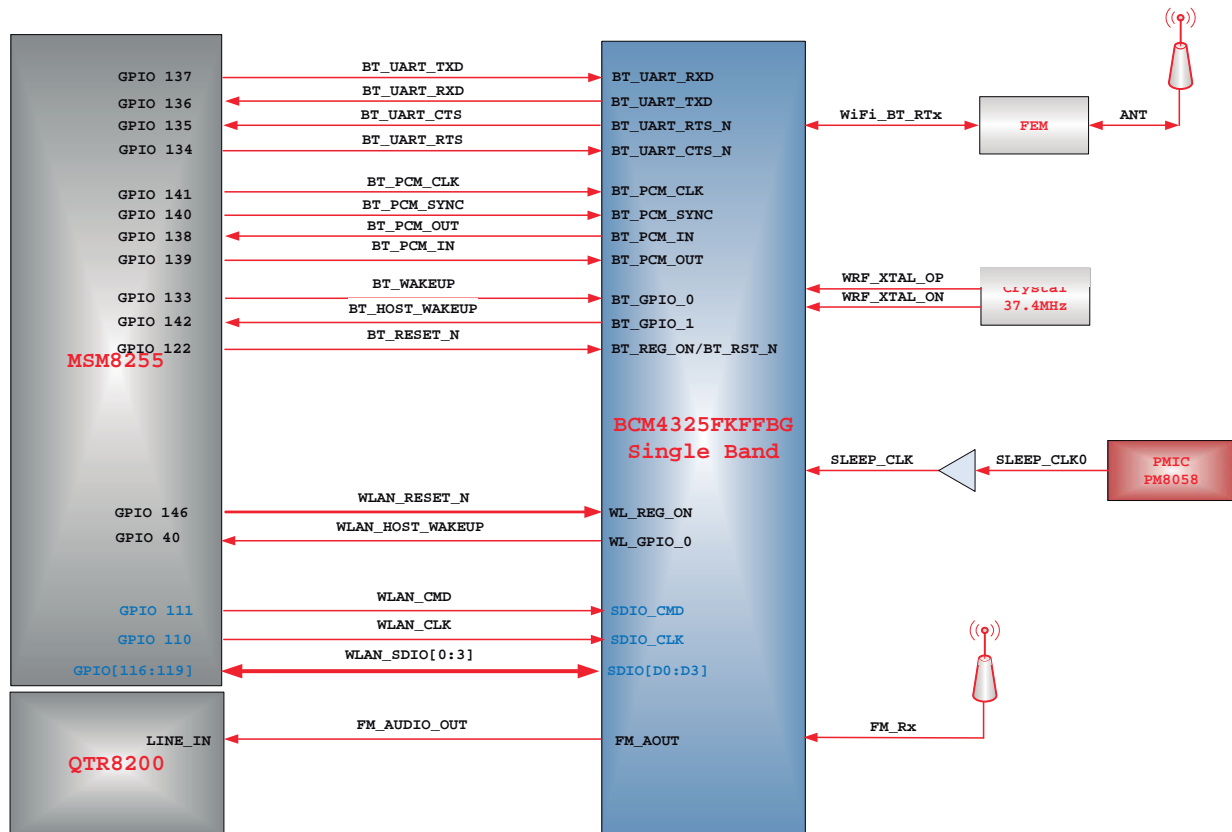 GPIO 137 BT_UART_TXD BT_UART_RXD
GPIO 136 BT_UART_RXD BT_UART_TXD
GPIO 135 BT_UART_CTS BT_UART_RTS_N
GPIO 134 BT_UART_RTS BT_UART_CTS_N
GPIO 141 BT_PCM_CLK BT_PCM_CLK
GPIO 140 BT_PCM_SYNC BT_PCM_SYNC
GPIO 138 BT_PCM_OUT BT_PCM_IN
GPIO 139 BT_PCM_IN BT_PCM_OUT
GPIO 133 BT_WAKEUP BT_GPIO_0
GPIO 142 BT_HOST_WAKEUP BT_GPIO_1
GPIO 122 BT_RESET_N BT_REG_ON/BT_RST_N
MSM8255
BCM4325FKFFBG
Single Band
GPIO 146 WLAN_RESET_N WL_REG_ON
GPIO 40 WLAN_HOST_WAKEUP WL_GPIO_0
GPIO 111 WLAN_CMD SDIO_CMD
GPIO 110 WLAN_CLK SDIO_CLK
GPIO[116:119] WLAN_SDIO[0:3] SDIO[D0:D3]
LINE_IN FM_AUDIO_OUT FM_AOUT
QTR8200
WiFi_BT_RTx FEM ANT
WRF_XTAL_OP
WRF_XTAL_ON
Crystal
37.4MHz
SLEEP_CLK SLEEP_CLK0
PMIC
PM8058
FM_Rx